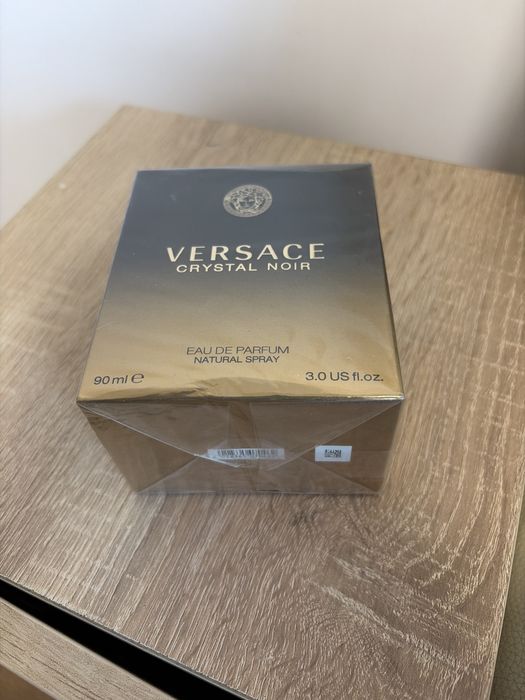 VERSACE
CRYSTAL NOIR
EAU DE PARFUM
NATURAL SPRAY
90 ml ℮
3.0 US fl.oz.